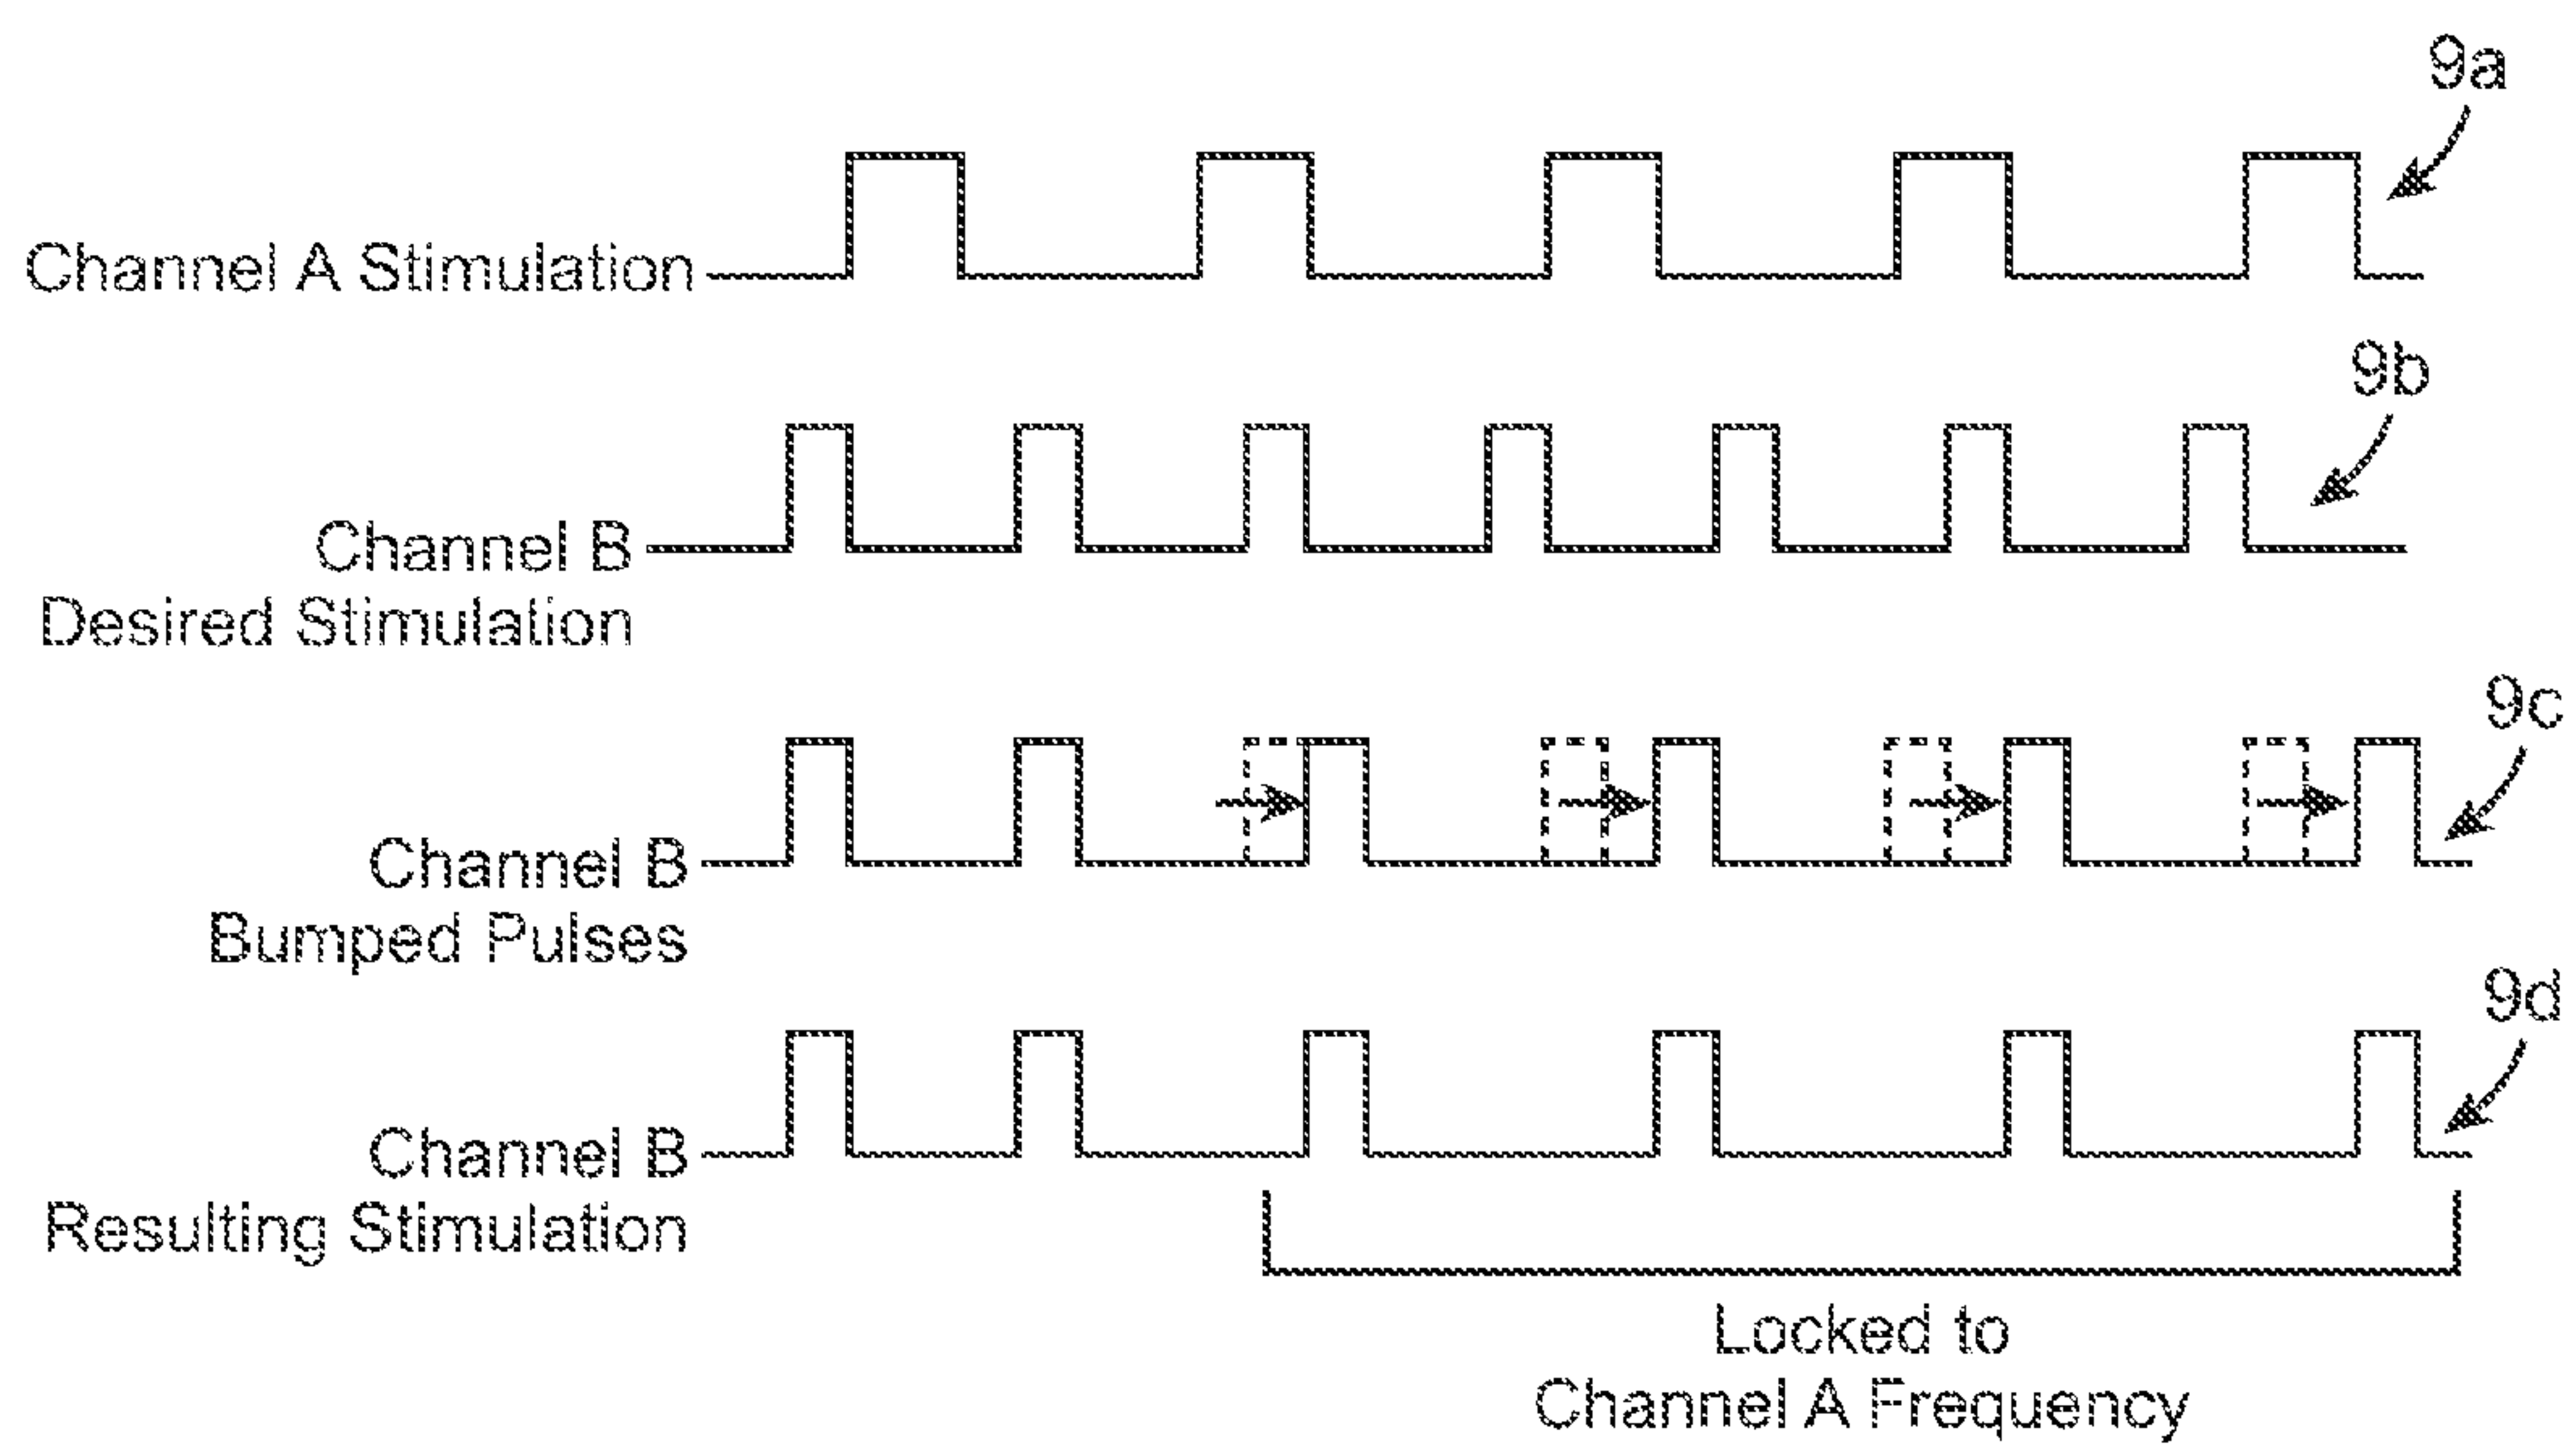 9a
Channel A Stimulation
9b
Channel B
Desired Stimulation
9c
Channel B
Bumped Pulses
9d
Channel B
Resulting Stimulation
Locked to
Channel A Frequency